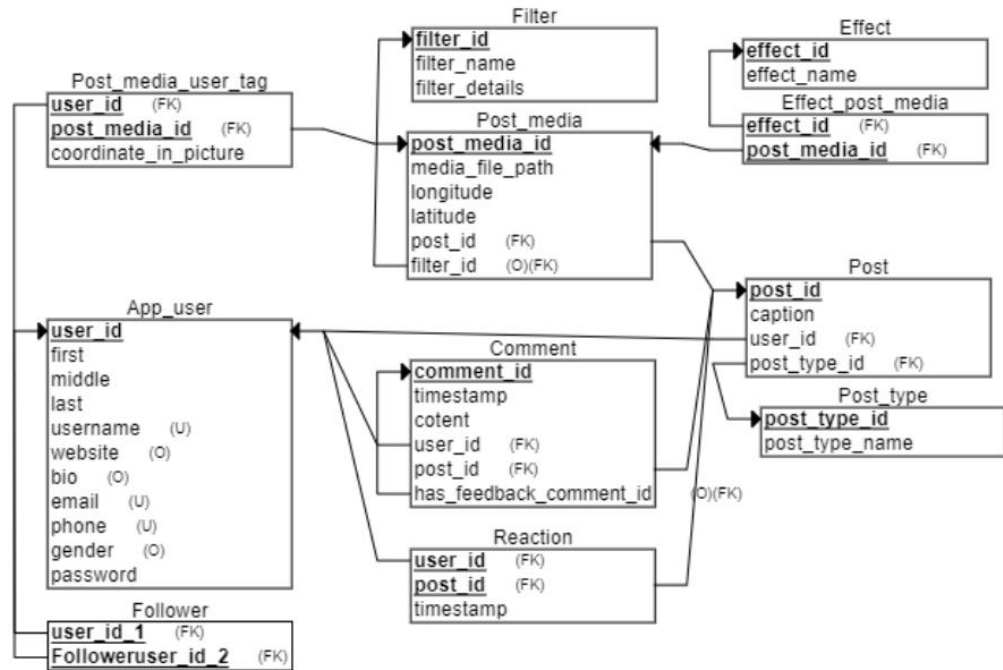 Filter
filter_id
filter_name
filter_details
Effect
effect_id
effect_name
Post_media_user_tag
user_id (FK)
post_media_id (FK)
coordinate_in_picture
Post_media
post_media_id
media_file_path
longitude
latitude
post_id (FK)
filter_id (O)(FK)
Effect_post_media
effect_id (FK)
post_media_id (FK)
Post
post_id
caption
user_id (FK)
post_type_id (FK)
App_user
user_id
first
middle
last
username (U)
website (O)
bio (O)
email (U)
phone (U)
gender (O)
password
Comment
comment_id
timestamp
cotent
user_id (FK)
post_id (FK)
has_feedback_comment_id (O)(FK)
Post_type
post_type_id
post_type_name
Reaction
user_id (FK)
post_id (FK)
timestamp
Follower
user_id_1 (FK)
Followeruser_id_2 (FK)